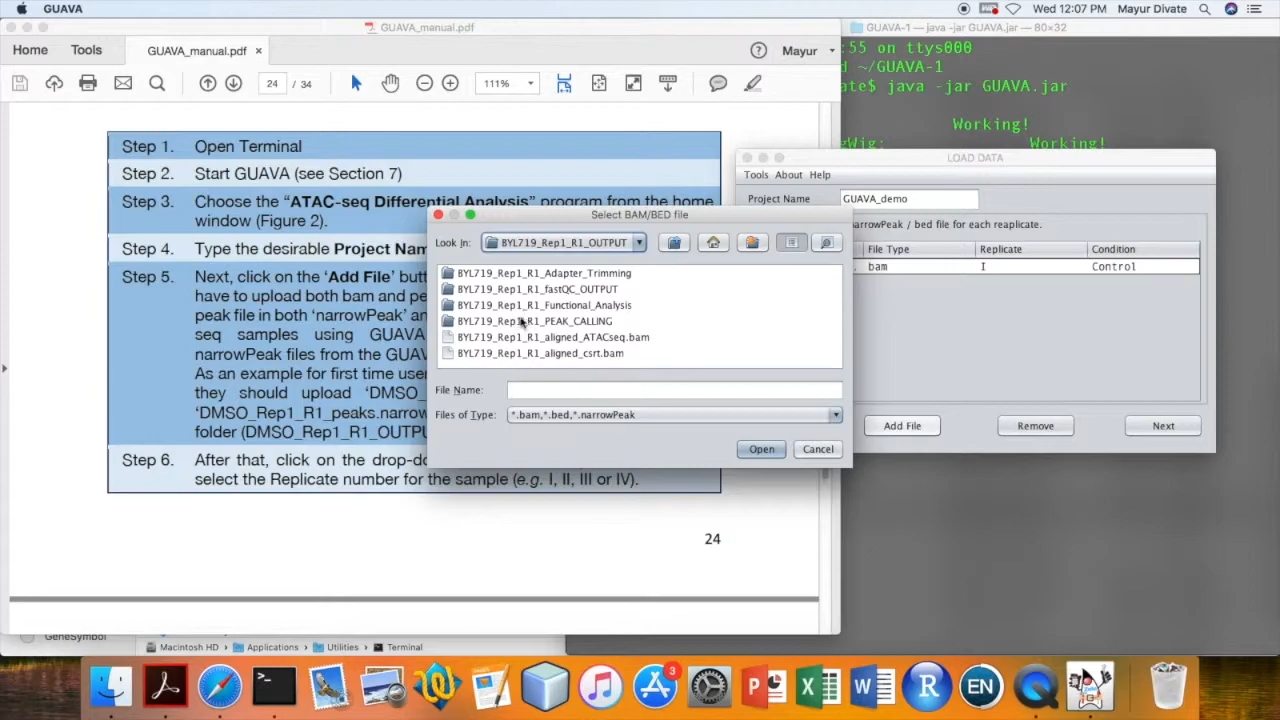 GUAVA
Wed 12:07 PM Mayur Divate
GUAVA_manual.pdf
Home Tools GUAVA_manual.pdf × Mayur
24 / 34 111%
Step 1. Open Terminal
Step 2. Start GUAVA (see Section 7)
Step 3. Choose the "ATAC-seq Differential Analysis" program from the home
window (Figure 2).
Step 4. Type the desirable Project Nam
Step 5. Next, click on the 'Add File' but
have to upload both bam and pe
peak file in both 'narrowPeak' an
seq samples using GUAVA
narrowPeak files from the GUA
As an example for first time use
they should upload 'DMSO_
'DMSO_Rep1_R1_peaks.narro
folder (DMSO_Rep1_R1_OUTPU
Step 6. After that, click on the drop-do
select the Replicate number for the sample (e.g. I, II, III or IV).
24
GeneSymbol
Macintosh HD › Applications › Utilities › Terminal
GUAVA-1 — java -jar GUAVA.jar — 80×32
:55 on ttys000
d ~/GUAVA-1
ate$ java -jar GUAVA.jar
Working!
gWig: Working!
LOAD DATA
Tools About Help
Project Name GUAVA_demo
arrowPeak / bed file for each reaplicate.
File Type Replicate Condition
bam I Control
Add File Remove Next
Select BAM/BED file
Look In: BYL719_Rep1_R1_OUTPUT
BYL719_Rep1_R1_Adapter_Trimming
BYL719_Rep1_R1_fastQC_OUTPUT
BYL719_Rep1_R1_Functional_Analysis
BYL719_Rep1_R1_PEAK_CALLING
BYL719_Rep1_R1_aligned_ATACseq.bam
BYL719_Rep1_R1_aligned_csrt.bam
File Name:
Files of Type: *.bam,*.bed,*.narrowPeak
Open Cancel
3
P X W R EN